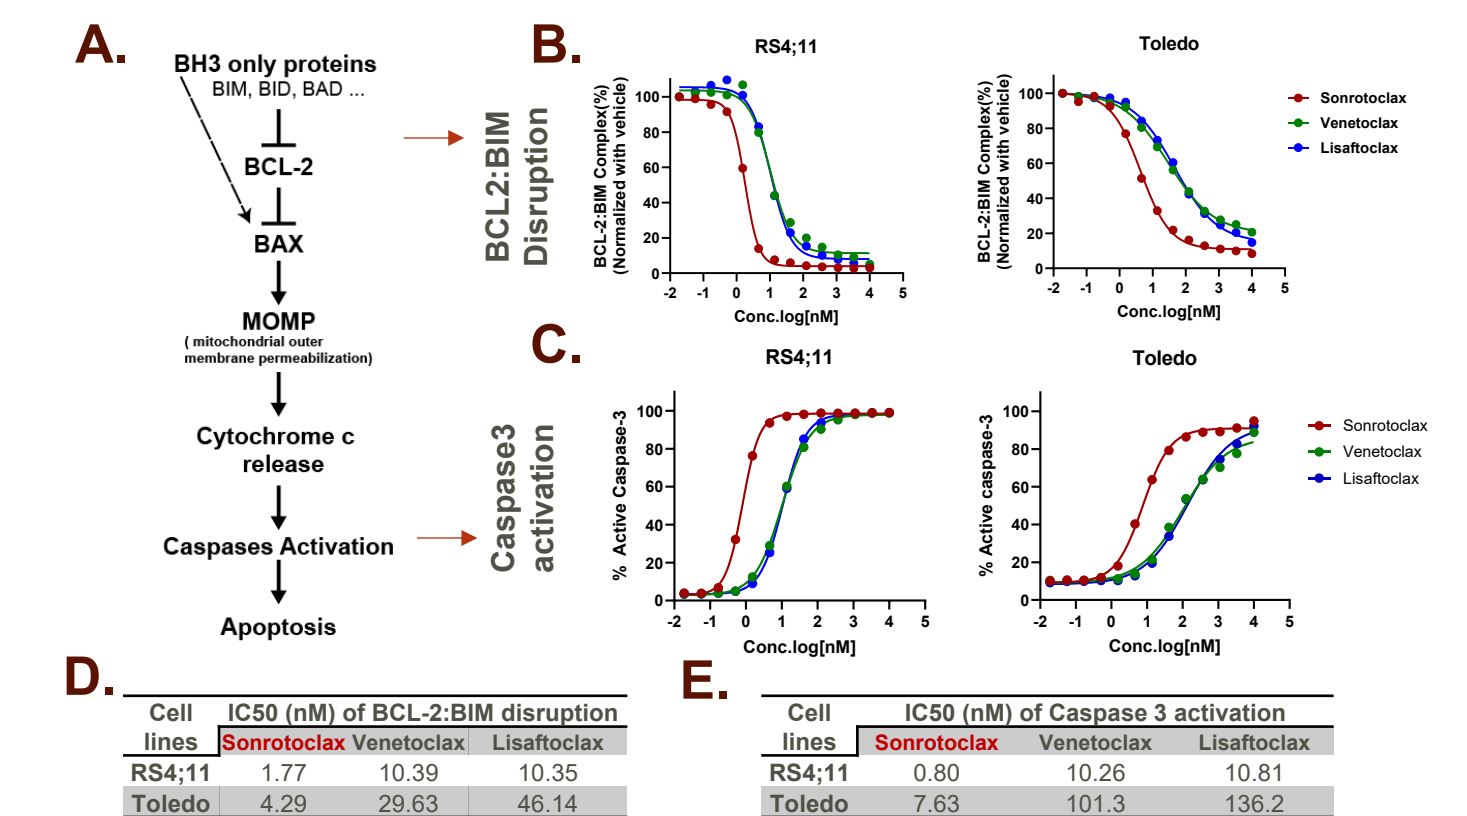 A.
BH3 only proteins
BIM, BID, BAD ...
BCL-2
BAX
MOMP
( mitochondrial outer
membrane permeabilization)
Cytochrome c
release
Caspases Activation
Apoptosis
BCL2:BIM
Disruption
Caspase3
activation
B.
RS4;11
BCL-2:BIM Complex(%)
(Normalized with vehicle)
100
80
60
40
20
0
-2 -1 0 1 2 3 4 5
Conc.log[nM]
Toledo
BCL-2:BIM Complex(%)
(Normalized with vehicle)
100
80
60
40
20
0
-2 -1 0 1 2 3 4 5
Conc.log[nM]
Sonrotoclax
Venetoclax
Lisaftoclax
C.
RS4;11
% Active Caspase-3
100
80
60
40
20
0
-2 -1 0 1 2 3 4 5
Conc.log[nM]
Toledo
% Active caspase-3
100
80
60
40
20
0
-2 -1 0 1 2 3 4 5
Conc.log[nM]
Sonrotoclax
Venetoclax
Lisaftoclax
D.
Cell lines IC50 (nM) of BCL-2:BIM disruption
Sonrotoclax Venetoclax Lisaftoclax
RS4;11 1.77 10.39 10.35
Toledo 4.29 29.63 46.14
E.
Cell lines IC50 (nM) of Caspase 3 activation
Sonrotoclax Venetoclax Lisaftoclax
RS4;11 0.80 10.26 10.81
Toledo 7.63 101.3 136.2